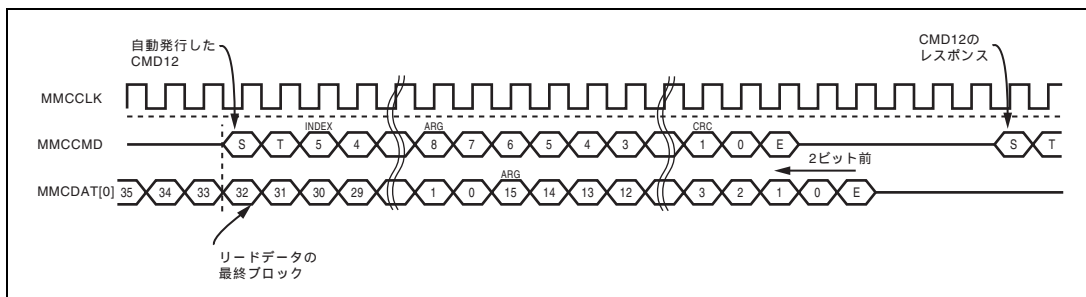 自動発行した
CMD12
CMD12の
レスポンス
MMCCLK
INDEX
ARG
CRC
MMCCMD
S T 5 4 8 7 6 5 4 3 1 0 E S T
2ビット前
ARG
MMCDAT[0]
35 34 33 32 31 30 29 1 0 15 14 13 12 3 2 1 0 E
リードデータの
最終ブロック